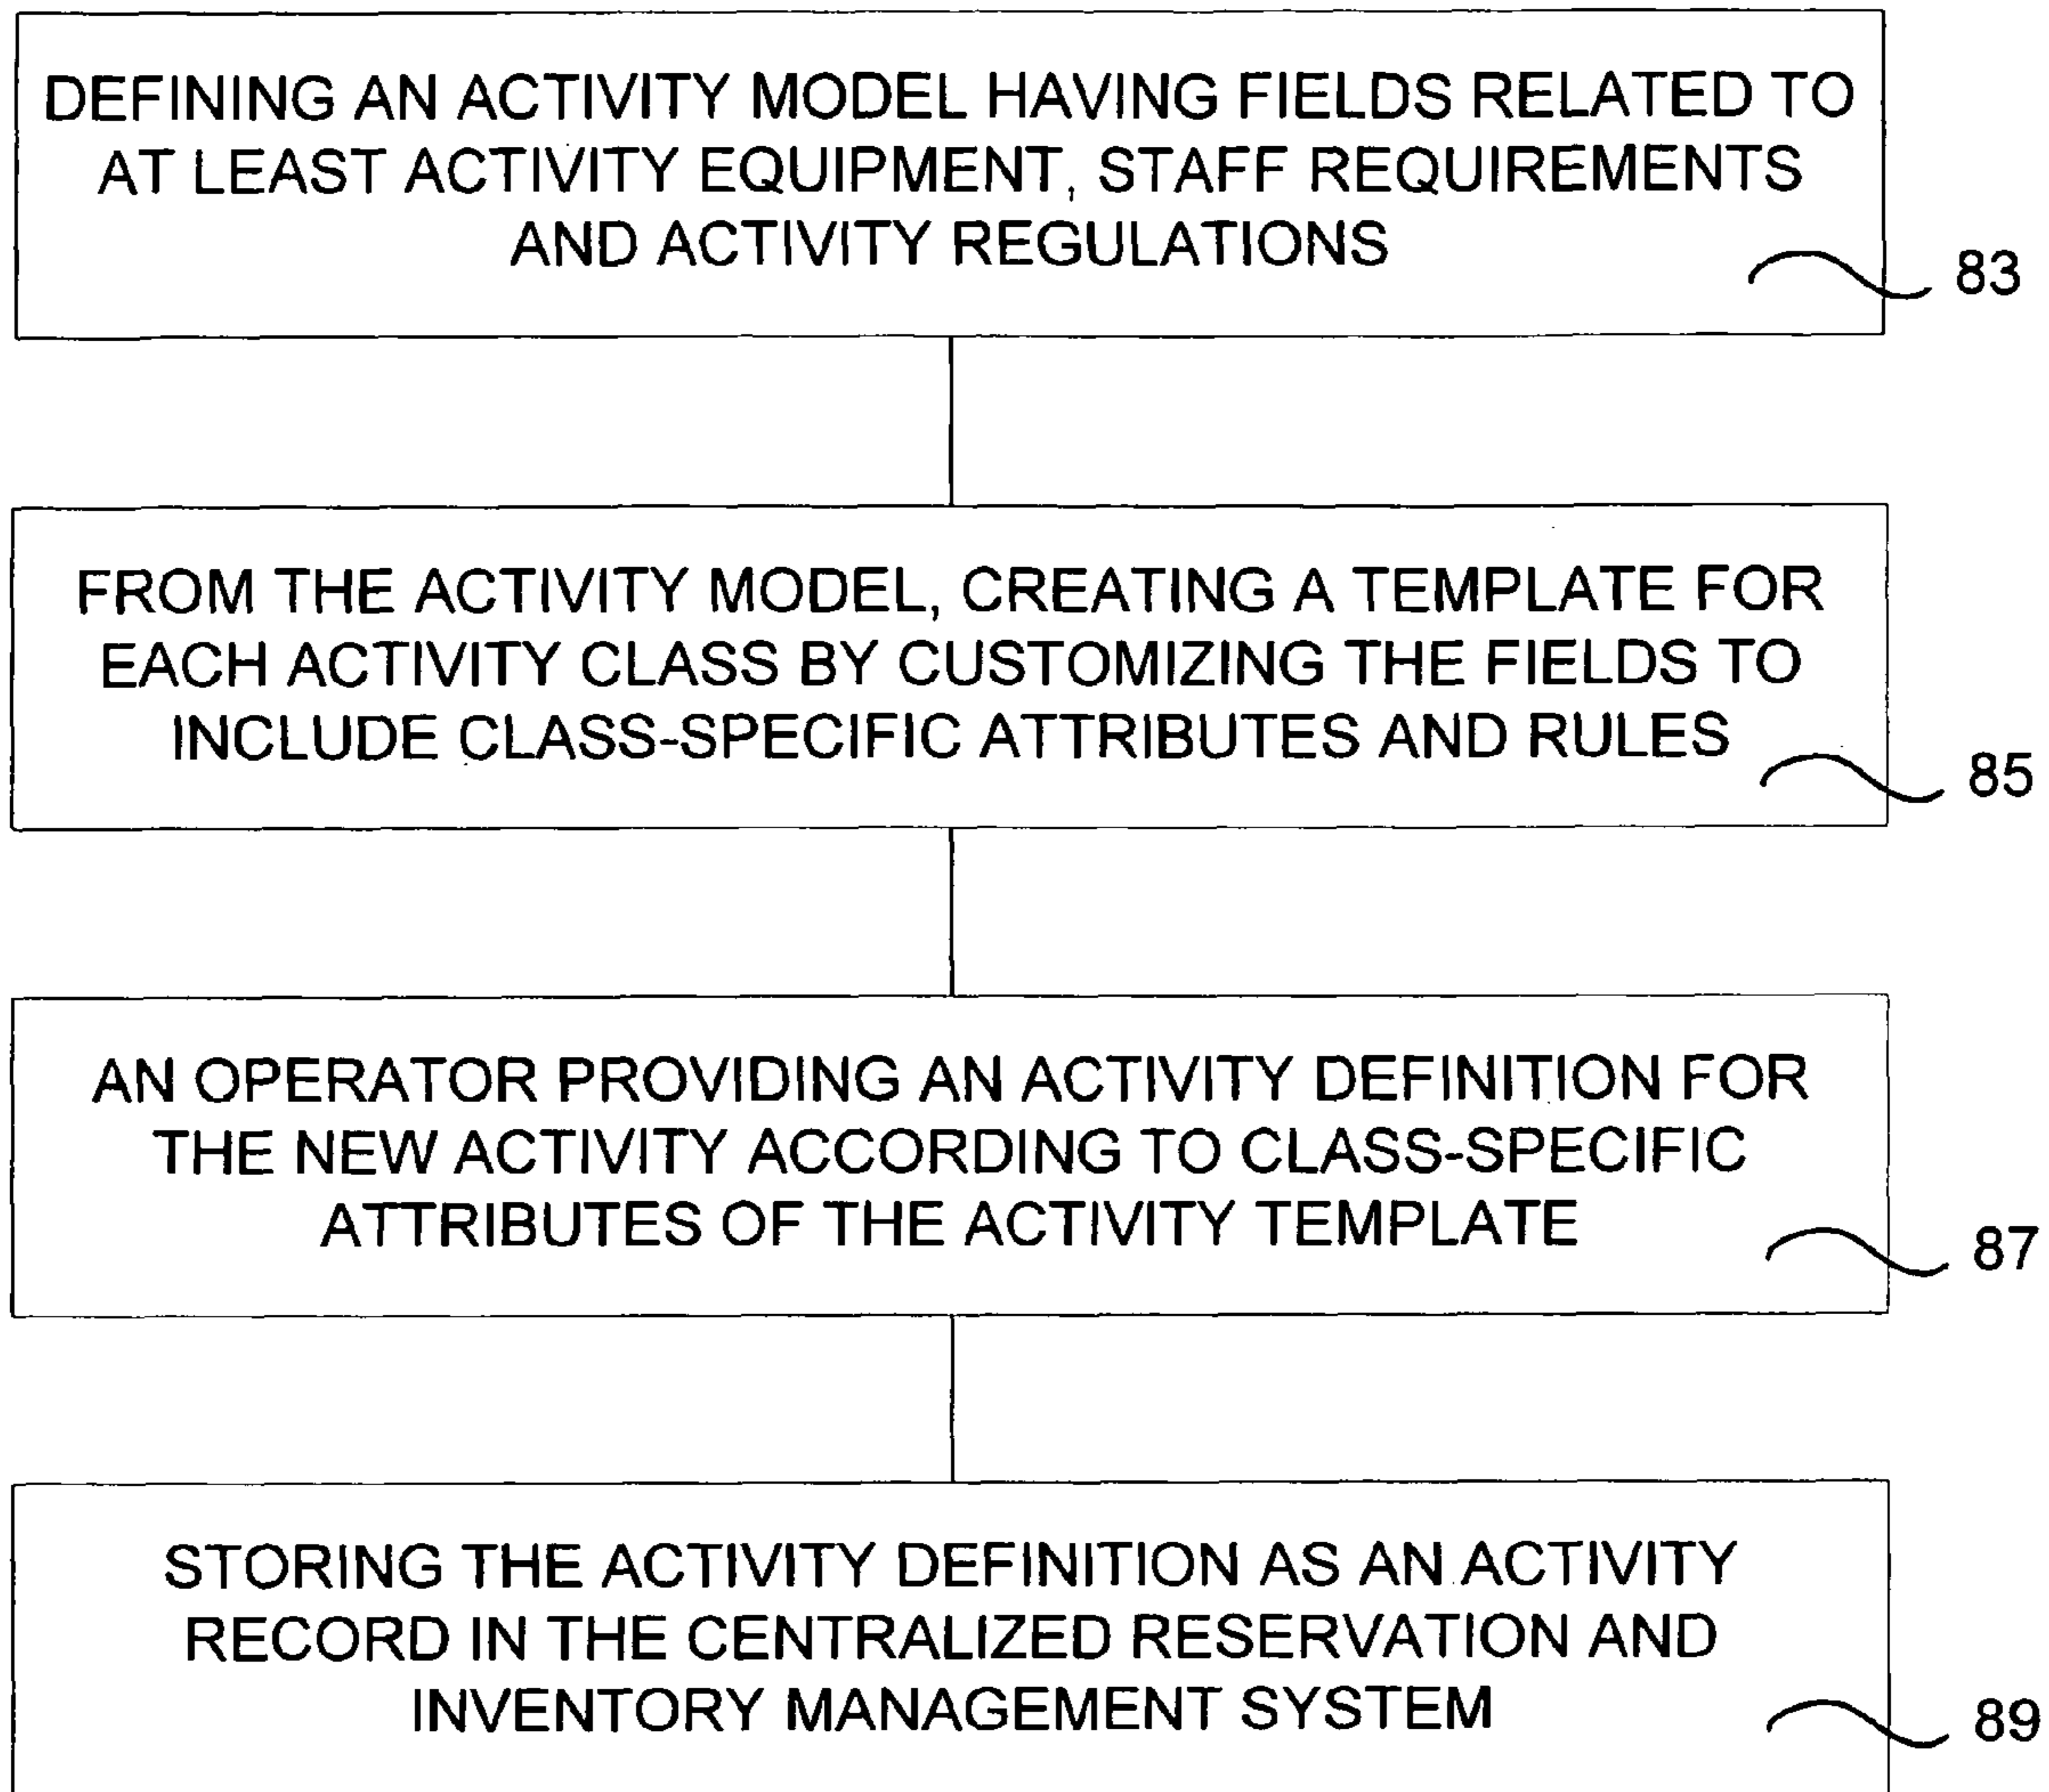 DEFINING AN ACTIVITY MODEL HAVING FIELDS RELATED TO
AT LEAST ACTIVITY EQUIPMENT, STAFF REQUIREMENTS
AND ACTIVITY REGULATIONS
83
FROM THE ACTIVITY MODEL, CREATING A TEMPLATE FOR
EACH ACTIVITY CLASS BY CUSTOMIZING THE FIELDS TO
INCLUDE CLASS-SPECIFIC ATTRIBUTES AND RULES
85
AN OPERATOR PROVIDING AN ACTIVITY DEFINITION FOR
THE NEW ACTIVITY ACCORDING TO CLASS-SPECIFIC
ATTRIBUTES OF THE ACTIVITY TEMPLATE
87
STORING THE ACTIVITY DEFINITION AS AN ACTIVITY
RECORD IN THE CENTRALIZED RESERVATION AND
INVENTORY MANAGEMENT SYSTEM
89